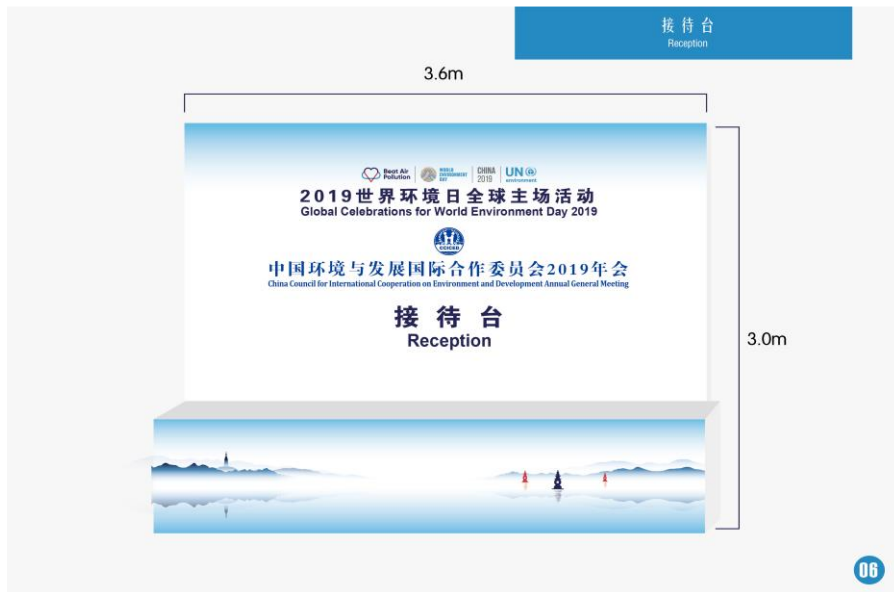 接待台
Reception
3.6m
Beat Air
Pollution
WORLD
ENVIRONMENT
DAY
CHINA
2019
UN
environment
2019世界环境日全球主场活动
Global Celebrations for World Environment Day 2019
中国环境与发展国际合作委员会2019年会
China Council for International Cooperation on Environment and Development Annual General Meeting
接待台
Reception
3.0m
06